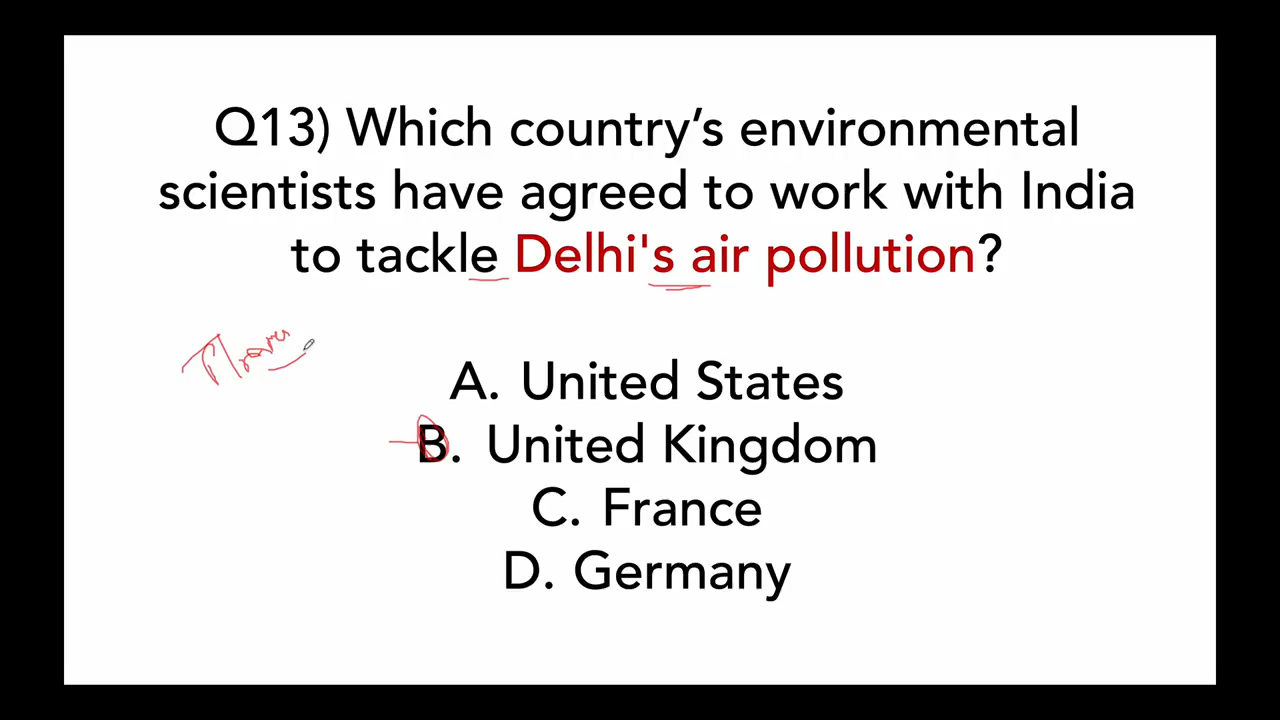 Q13) Which country’s environmental
scientists have agreed to work with India
to tackle Delhi's air pollution?
A. United States
B. United Kingdom
C. France
D. Germany